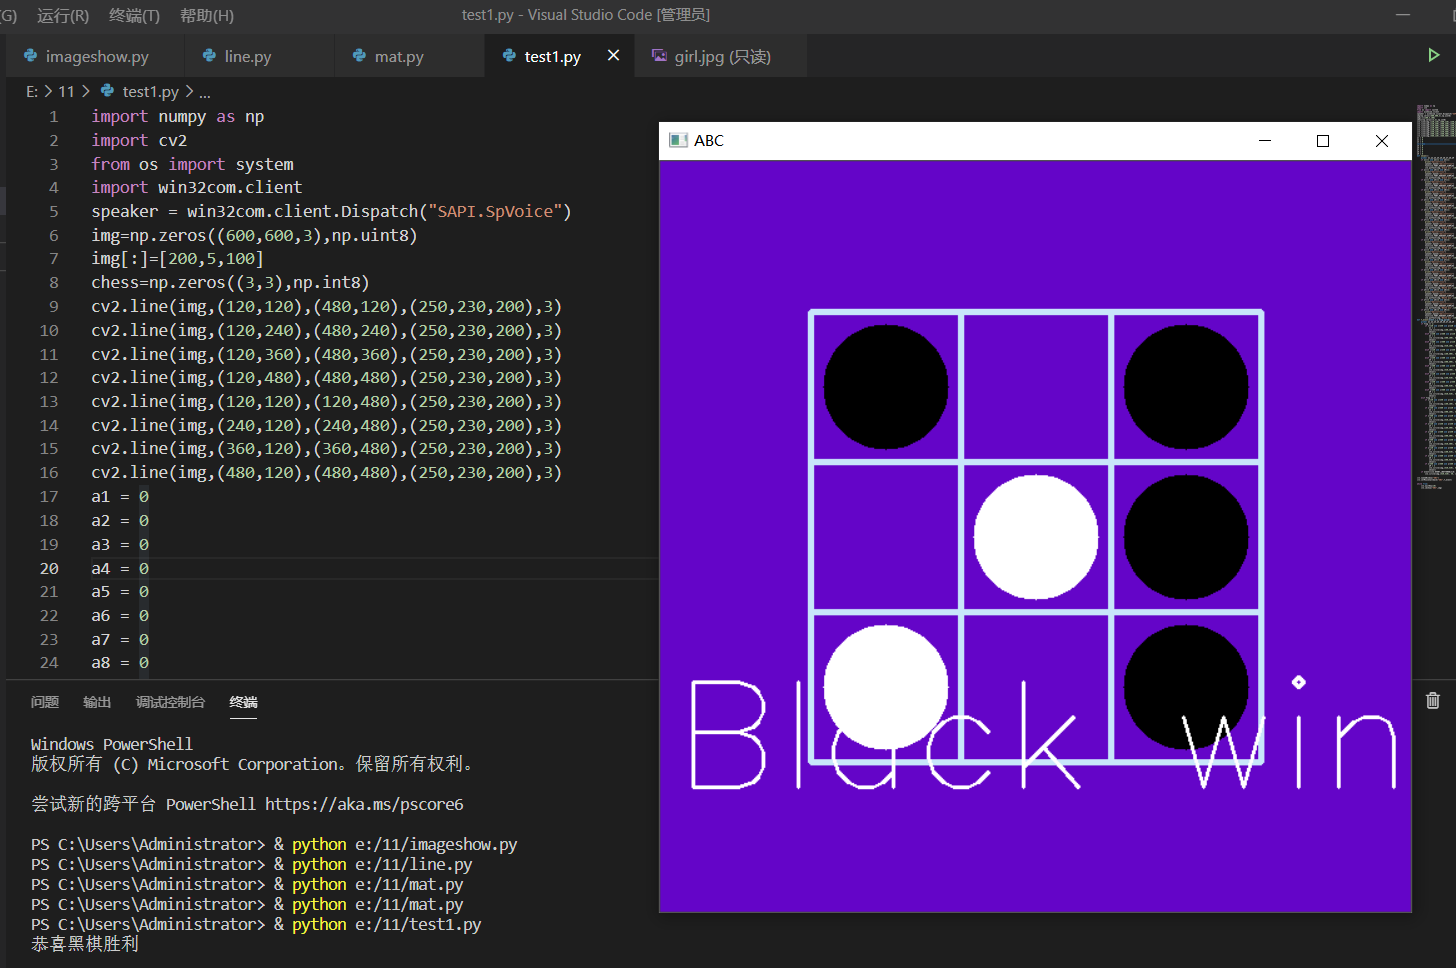 (G) 运行(R) 终端(T) 帮助(H) test1.py - Visual Studio Code [管理员]
imageshow.py line.py mat.py test1.py girl.jpg (只读)
E: > 11 > test1.py > ...
1 import numpy as np
2 import cv2
3 from os import system
4 import win32com.client
5 speaker = win32com.client.Dispatch("SAPI.SpVoice")
6 img=np.zeros((600,600,3),np.uint8)
7 img[:]=[200,5,100]
8 chess=np.zeros((3,3),np.int8)
9 cv2.line(img,(120,120),(480,120),(250,230,200),3)
10 cv2.line(img,(120,240),(480,240),(250,230,200),3)
11 cv2.line(img,(120,360),(480,360),(250,230,200),3)
12 cv2.line(img,(120,480),(480,480),(250,230,200),3)
13 cv2.line(img,(120,120),(120,480),(250,230,200),3)
14 cv2.line(img,(240,120),(240,480),(250,230,200),3)
15 cv2.line(img,(360,120),(360,480),(250,230,200),3)
16 cv2.line(img,(480,120),(480,480),(250,230,200),3)
17 a1 = 0
18 a2 = 0
19 a3 = 0
20 a4 = 0
21 a5 = 0
22 a6 = 0
23 a7 = 0
24 a8 = 0
ABC
Black win
问题 输出 调试控制台 终端
Windows PowerShell
版权所有 (C) Microsoft Corporation。保留所有权利。
尝试新的跨平台 PowerShell https://aka.ms/pscore6
PS C:\Users\Administrator> & python e:/11/imageshow.py
PS C:\Users\Administrator> & python e:/11/line.py
PS C:\Users\Administrator> & python e:/11/mat.py
PS C:\Users\Administrator> & python e:/11/mat.py
PS C:\Users\Administrator> & python e:/11/test1.py
恭喜黑棋胜利